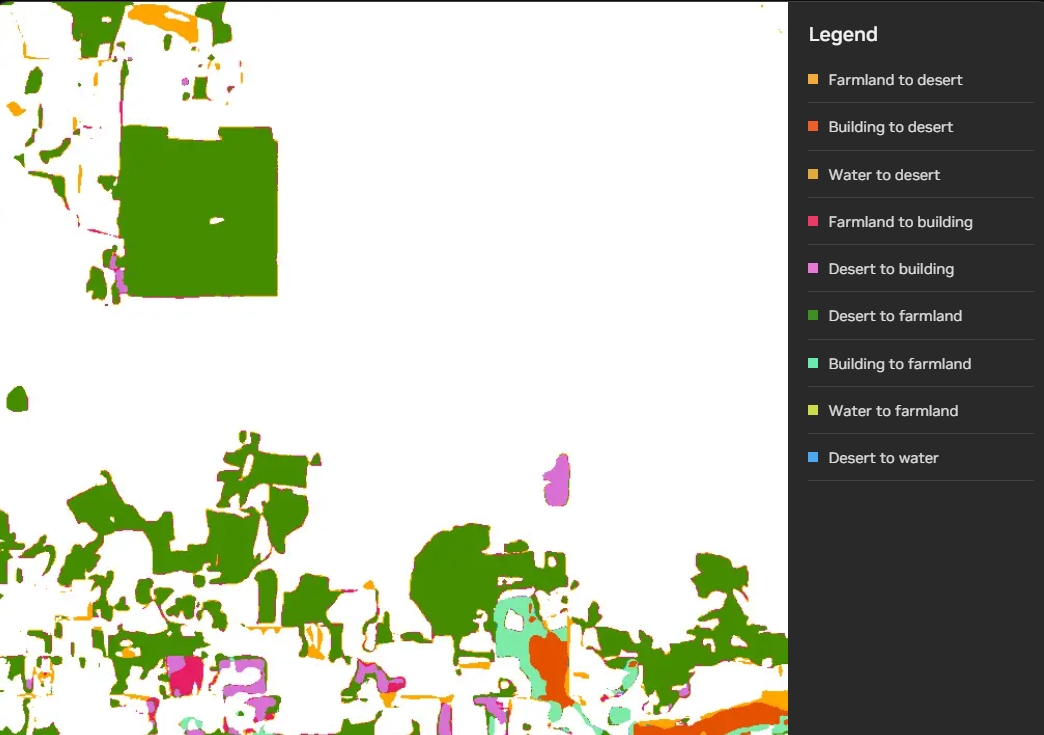 Legend
Farmland to desert
Building to desert
Water to desert
Farmland to building
Desert to building
Desert to farmland
Building to farmland
Water to farmland
Desert to water